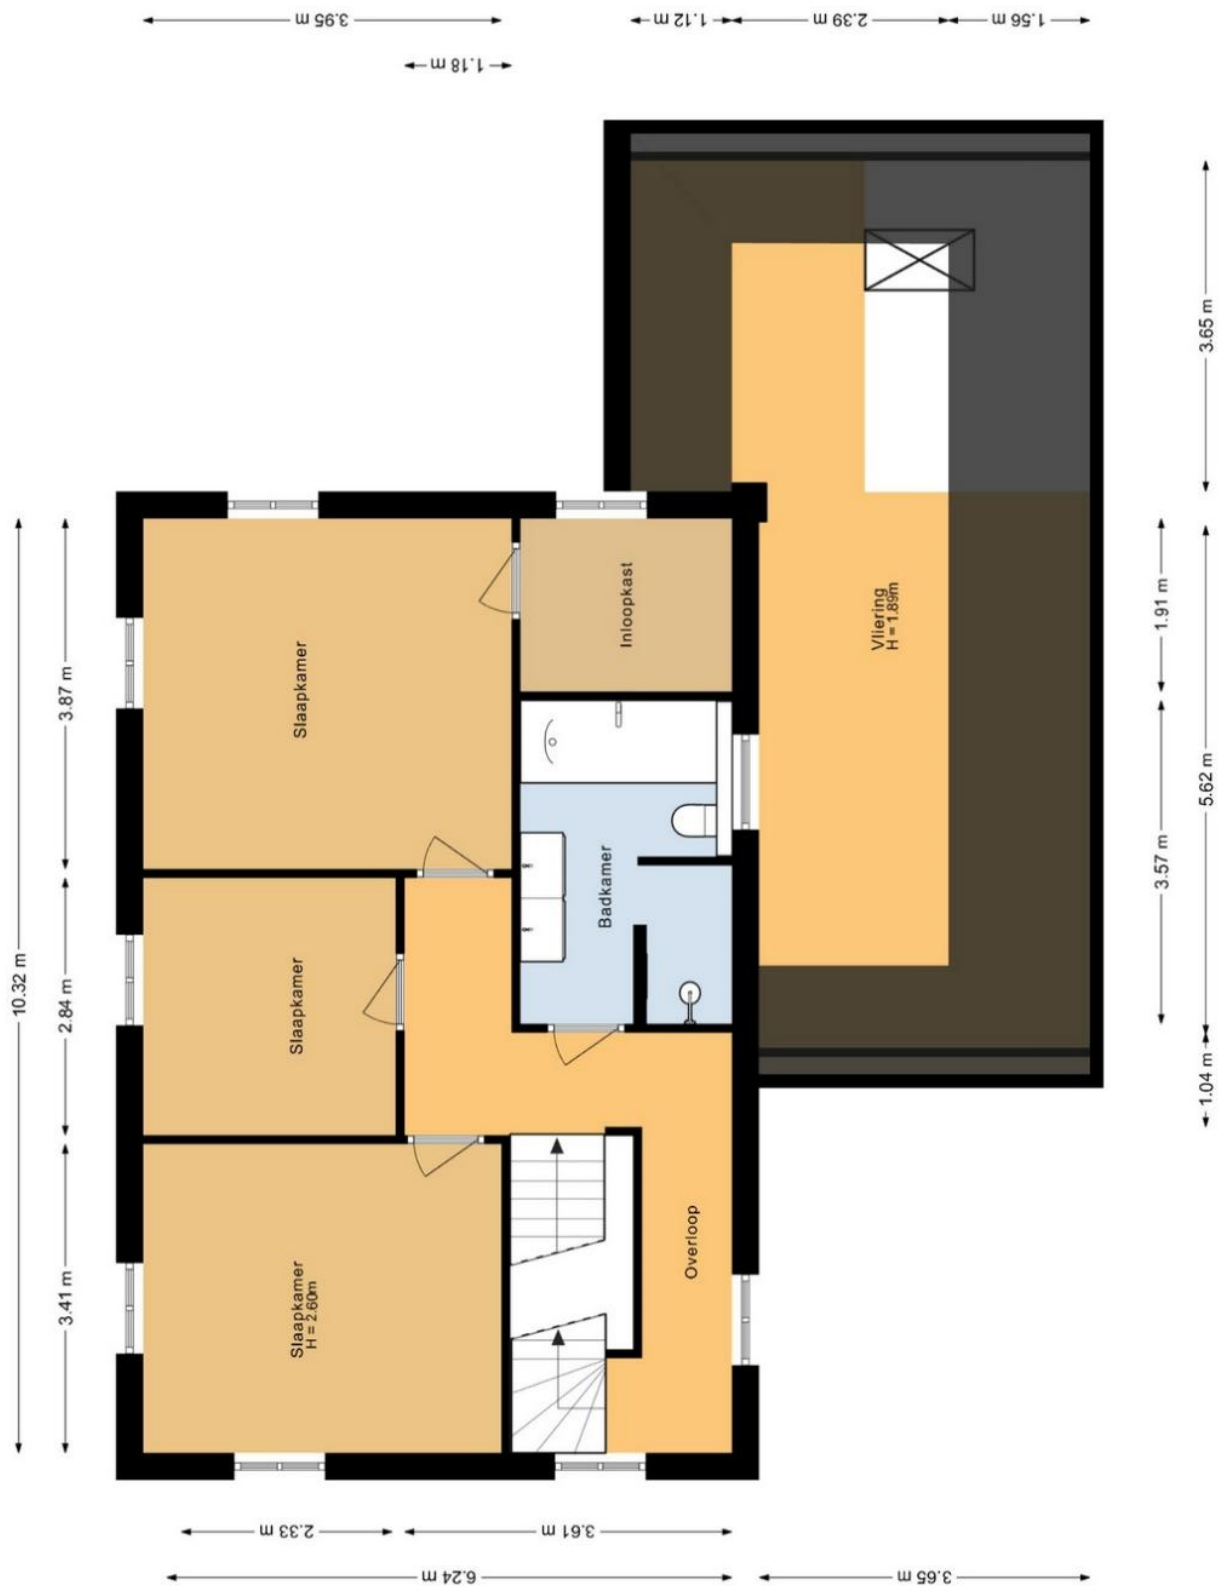 3.95 m
1.12 m
2.39 m
1.56 m
1.18 m
3.65 m
Inloopkast
Vliering
H = 1.89m
1.91 m
Slaapkamer
3.87 m
5.62 m
Badkamer
3.57 m
10.32 m
2.84 m
Slaapkamer
1.04 m
Overloop
Slaapkamer
H = 2.60m
3.41 m
2.33 m
3.61 m
6.24 m
3.65 m